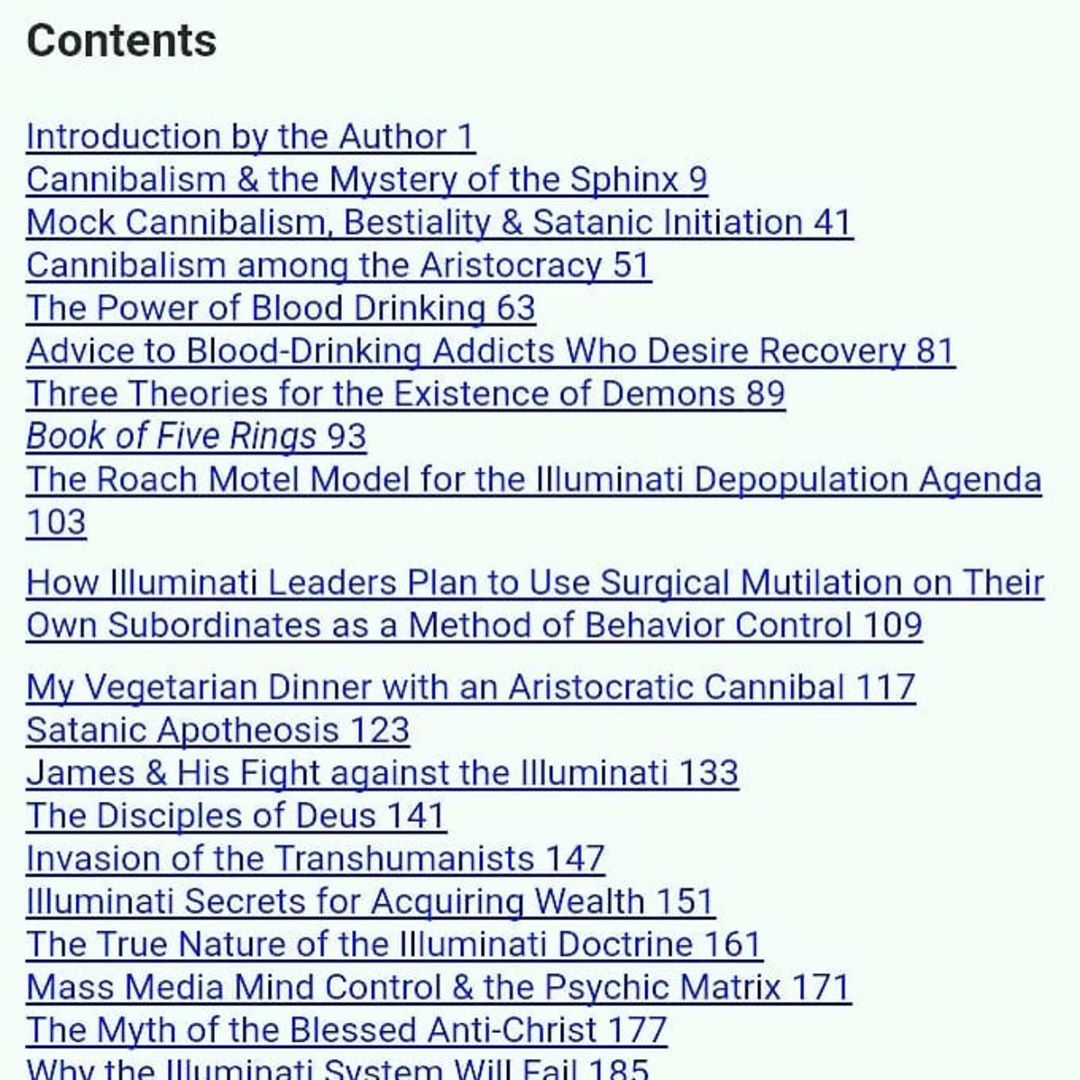 Contents
Introduction by the Author 1
Cannibalism & the Mystery of the Sphinx 9
Mock Cannibalism, Bestiality & Satanic Initiation 41
Cannibalism among the Aristocracy 51
The Power of Blood Drinking 63
Advice to Blood-Drinking Addicts Who Desire Recovery 81
Three Theories for the Existence of Demons 89
Book of Five Rings 93
The Roach Motel Model for the Illuminati Depopulation Agenda
103
How Illuminati Leaders Plan to Use Surgical Mutilation on Their
Own Subordinates as a Method of Behavior Control 109
My Vegetarian Dinner with an Aristocratic Cannibal 117
Satanic Apotheosis 123
James & His Fight against the Illuminati 133
The Disciples of Deus 141
Invasion of the Transhumanists 147
Illuminati Secrets for Acquiring Wealth 151
The True Nature of the Illuminati Doctrine 161
Mass Media Mind Control & the Psychic Matrix 171
The Myth of the Blessed Anti-Christ 177
Why the Illuminati System Will Fail 185